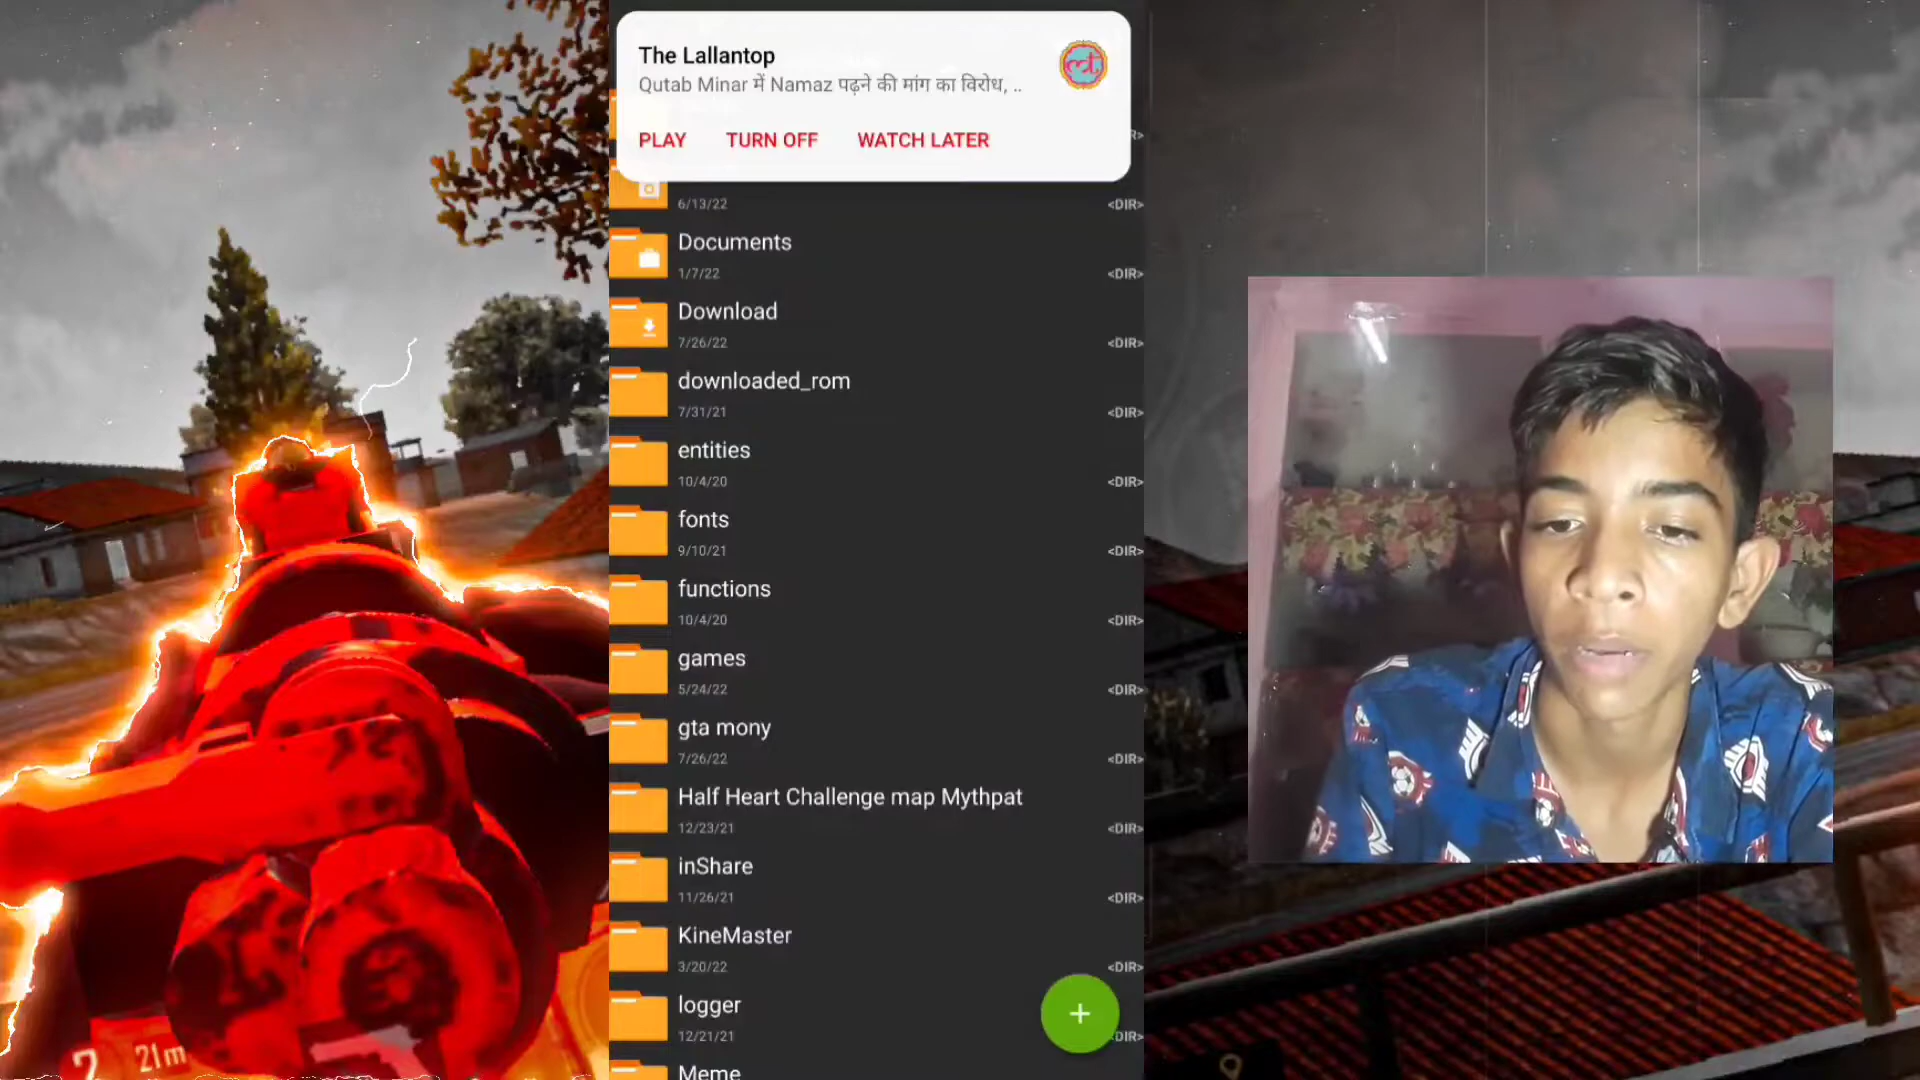 The Lallantop
Qutab Minar में Namaz पढ़ने की मांग का विरोध, ..
PLAY TURN OFF WATCH LATER
6/13/22 <DIR>
Documents
1/7/22 <DIR>
Download
7/26/22 <DIR>
downloaded_rom
7/31/21 <DIR>
entities
10/4/20 <DIR>
fonts
9/10/21 <DIR>
functions
10/4/20 <DIR>
games
5/24/22 <DIR>
gta mony
7/26/22 <DIR>
Half Heart Challenge map Mythpat
12/23/21 <DIR>
inShare
11/26/21 <DIR>
KineMaster
3/20/22 <DIR>
logger
12/21/21 DIR>
Meme
2 21m